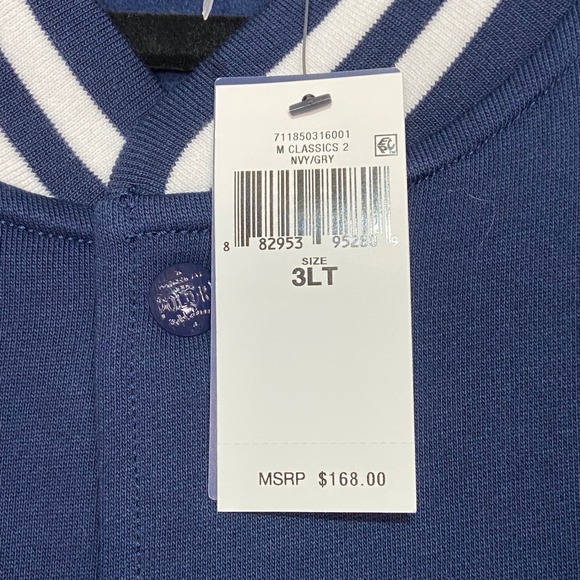 711850316001
M CLASSICS 2
NVY/GRY
8 82953 95280 9
SIZE
3LT
MSRP $168.00